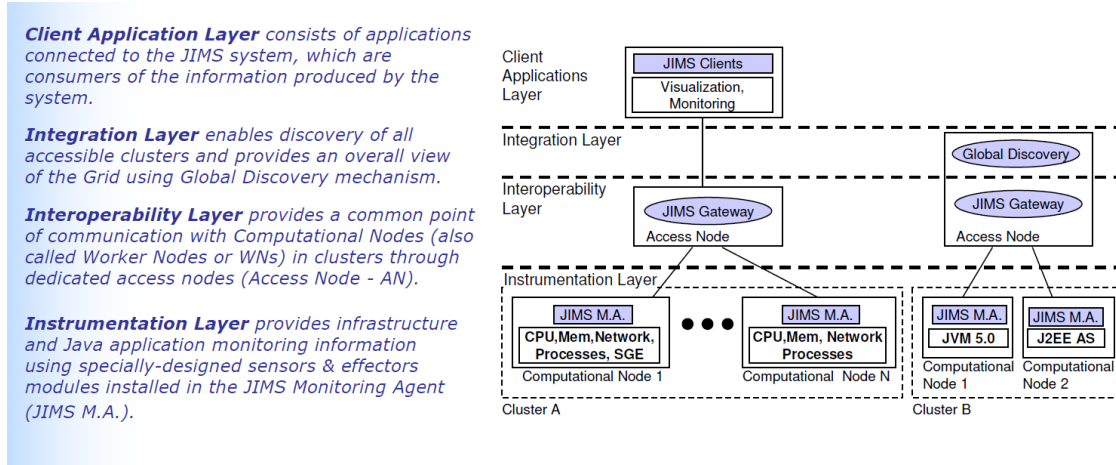 Client Application Layer consists of applications
connected to the JIMS system, which are
consumers of the information produced by the
system.
Integration Layer enables discovery of all
accessible clusters and provides an overall view
of the Grid using Global Discovery mechanism.
Interoperability Layer provides a common point
of communication with Computational Nodes (also
called Worker Nodes or WNs) in clusters through
dedicated access nodes (Access Node - AN).
Instrumentation Layer provides infrastructure
and Java application monitoring information
using specially-designed sensors & effectors
modules installed in the JIMS Monitoring Agent
(JIMS M.A.).
Client
Applications
Layer
JIMS Clients
Visualization,
Monitoring
Integration Layer
Global Discovery
Interoperability
Layer
JIMS Gateway
Access Node
JIMS Gateway
Access Node
Instrumentation Layer
JIMS M.A.
CPU,Mem,Network,
Processes, SGE
Computational Node 1
JIMS M.A.
CPU,Mem, Network
Processes
Computational Node N
Cluster A
JIMS M.A.
JVM 5.0
Computational
Node 1
JIMS M.A.
J2EE AS
Computational
Node 2
Cluster B